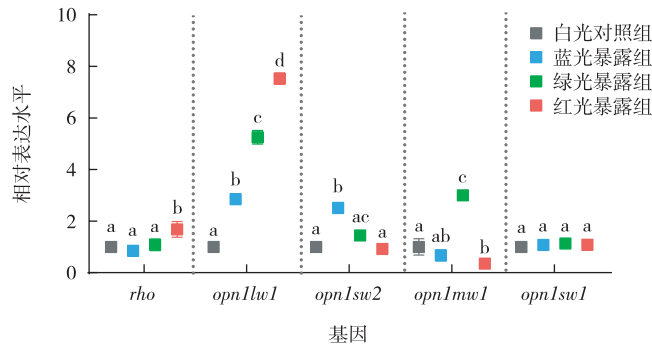 相对表达水平
10
8
6
4
2
0
白光对照组
蓝光暴露组
绿光暴露组
红光暴露组
a a a b
a b c d
a b ac a
a ab c b
a a a a
rho opn1lw1 opn1sw2 opn1mw1 opn1sw1
基因